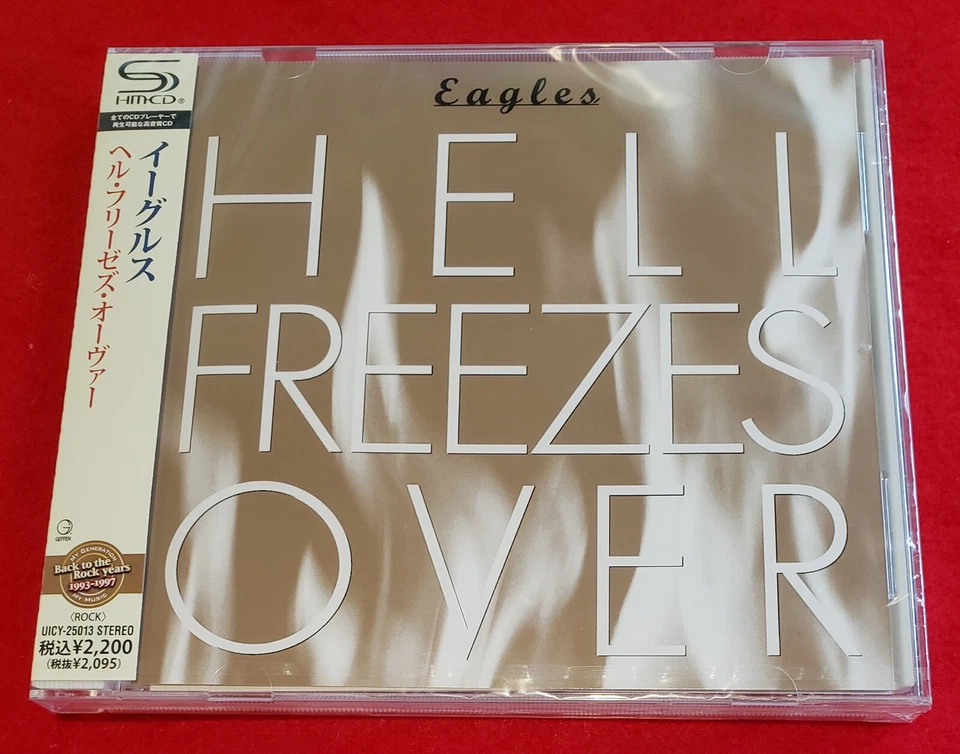 SHM-CD®
全てのCDプレーヤーで
再生可能な高音質CD
イーグルス
ヘル・フリーゼズ・オーヴァー
GEFFEN
MY GENERATION
Back to the
Rock years
1993-1997
MY MUSIC
〈ROCK〉
UICY-25013 STEREO
税込¥2,200
(税抜¥2,095)
Eagles
HELL
FREEZES
OVER